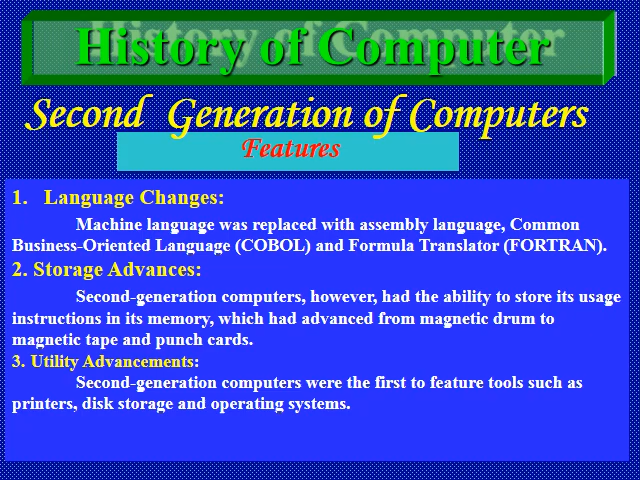 History of Computer
Second Generation of Computers
Features
1. Language Changes:
Machine language was replaced with assembly language, Common
Business-Oriented Language (COBOL) and Formula Translator (FORTRAN).
2. Storage Advances:
Second-generation computers, however, had the ability to store its usage
instructions in its memory, which had advanced from magnetic drum to
magnetic tape and punch cards.
3. Utility Advancements:
Second-generation computers were the first to feature tools such as
printers, disk storage and operating systems.